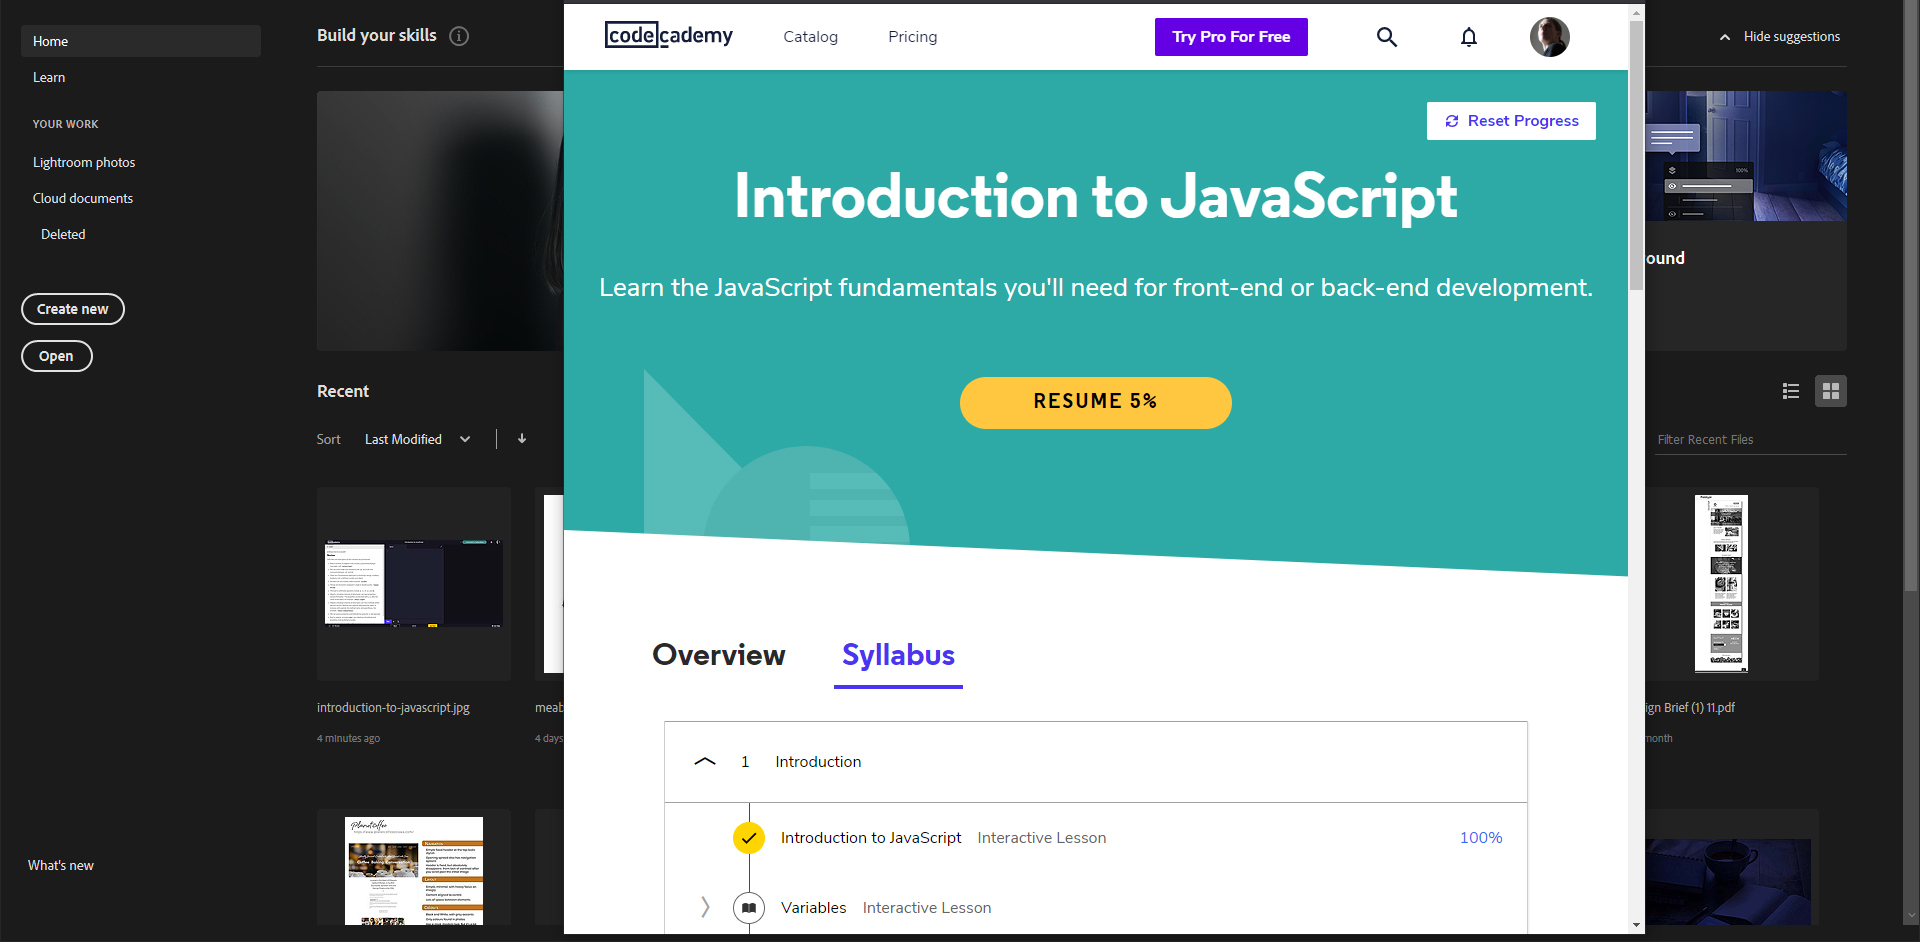 Home
Learn
YOUR WORK
Lightroom photos
Cloud documents
Deleted
Create new
Open
What's new
Build your skills
Hide suggestions
Recent
Sort Last Modified
Filter Recent Files
introduction-to-javascript.jpg
4 minutes ago
meab
4 days
codecademy
Catalog
Pricing
Try Pro For Free
Reset Progress
Introduction to JavaScript
Learn the JavaScript fundamentals you'll need for front-end or back-end development.
RESUME 5%
Overview
Syllabus
1 Introduction
Introduction to JavaScript Interactive Lesson 100%
Variables Interactive Lesson
100%
ound
ign Brief (1) 11.pdf
month